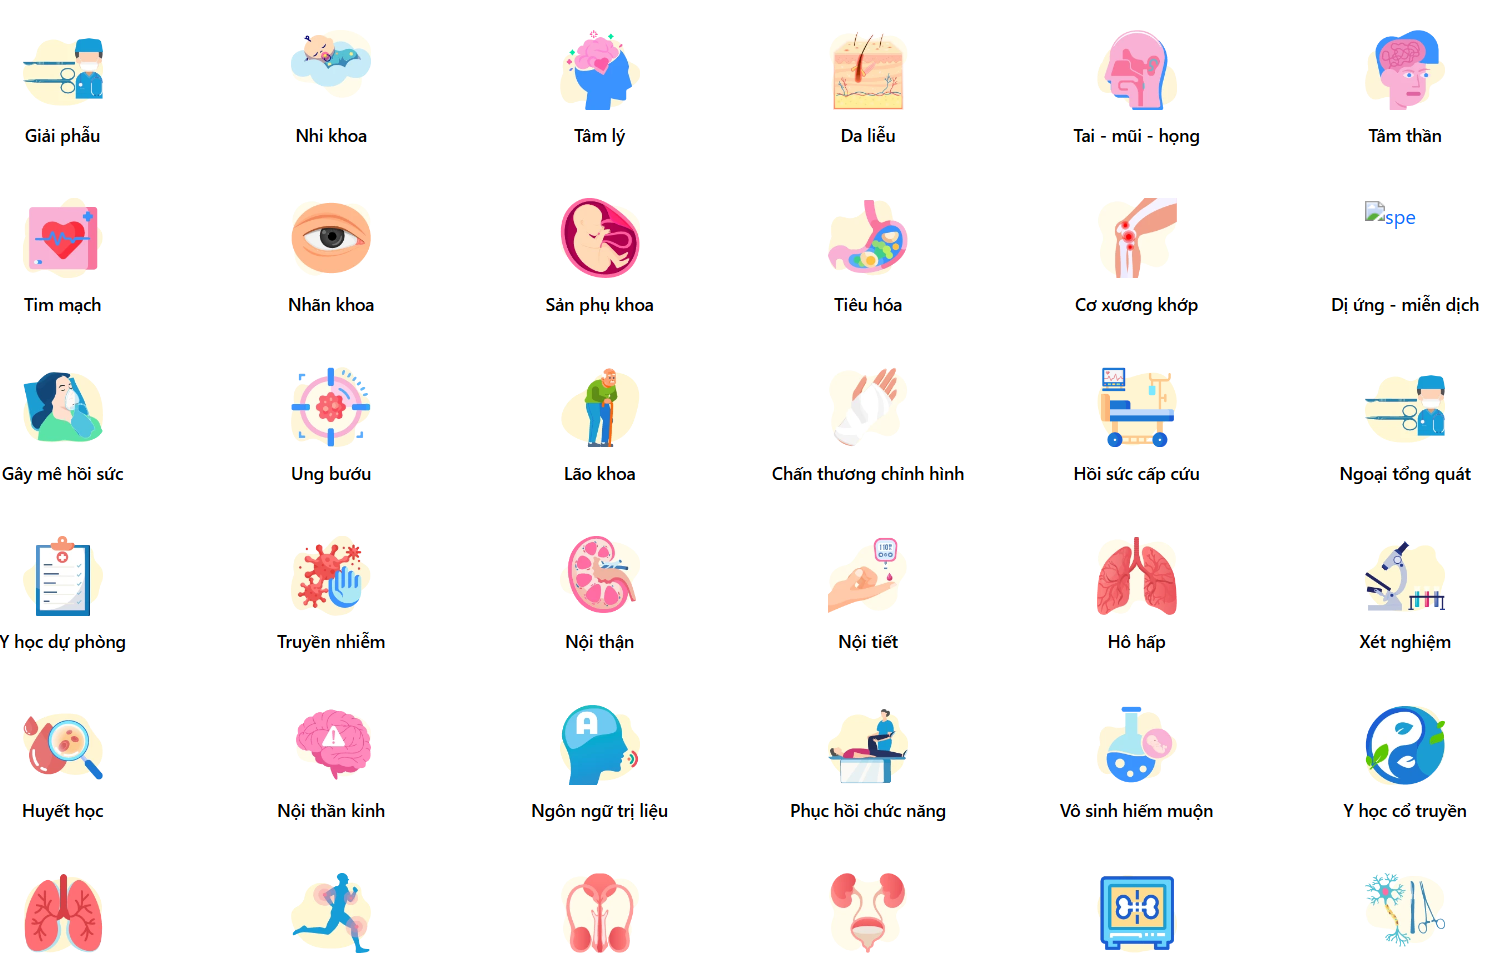 Giải phẫu
Nhi khoa
Tâm lý
Da liễu
Tai - mũi - họng
Tâm thần
Tim mạch
Nhãn khoa
Sản phụ khoa
Tiêu hóa
Cơ xương khớp
spe
Dị ứng - miễn dịch
Gây mê hồi sức
Ung bướu
Lão khoa
Chấn thương chỉnh hình
Hồi sức cấp cứu
Ngoại tổng quát
Y học dự phòng
Truyền nhiễm
Nội thận
Nội tiết
Hô hấp
Xét nghiệm
Huyết học
Nội thần kinh
A
Ngôn ngữ trị liệu
Phục hồi chức năng
Vô sinh hiếm muộn
Y học cổ truyền